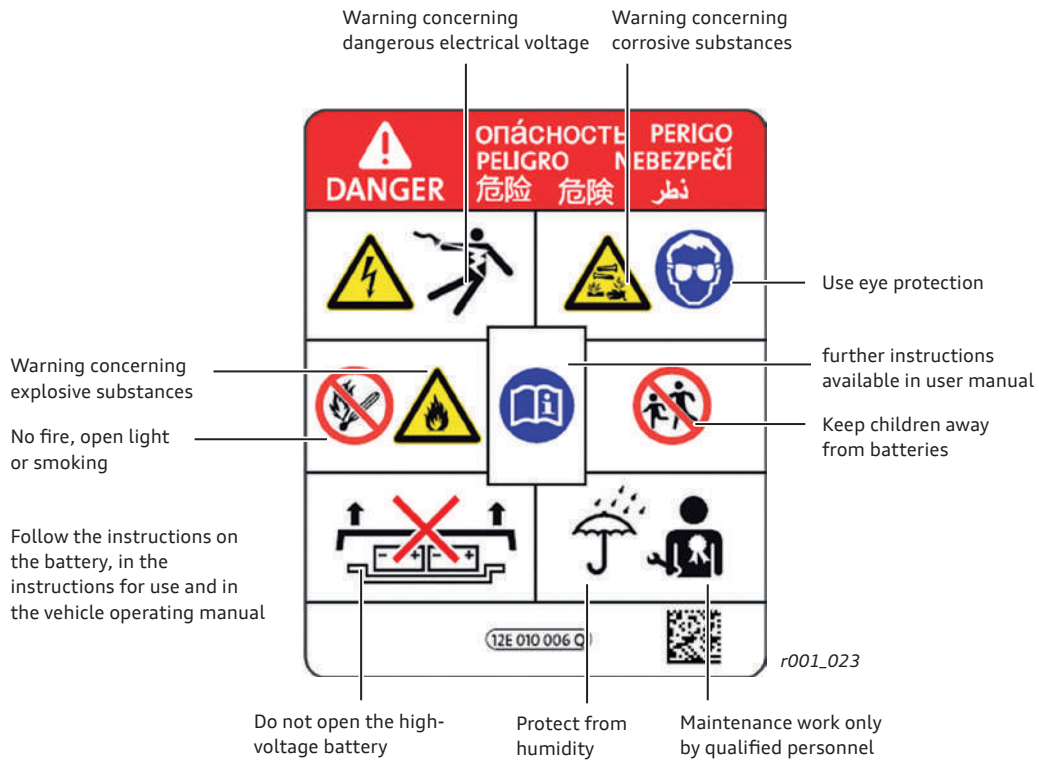 Warning concerning
dangerous electrical voltage
Warning concerning
corrosive substances
ОПÁСНОСТЬ PERIGO
PELIGRO NEBEZPEČÍ
DANGER 危险 危険 ﺫطر
Use eye protection
Warning concerning
explosive substances
further instructions
available in user manual
No fire, open light
or smoking
Keep children away
from batteries
Follow the instructions on
the battery, in the
instructions for use and in
the vehicle operating manual
12E 010 006 Q
r001_023
Do not open the high-
voltage battery
Protect from
humidity
Maintenance work only
by qualified personnel